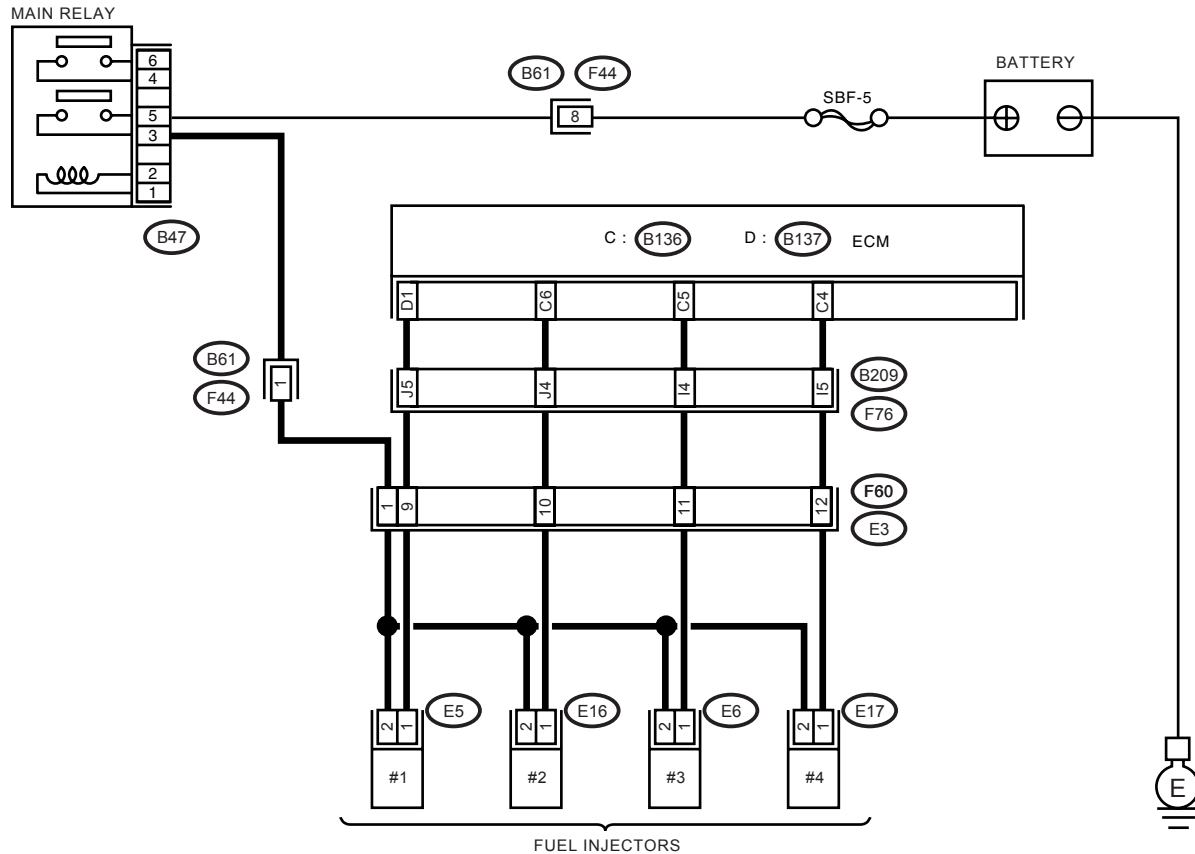 MAIN RELAY
6
4
5
3
2
1
B47
B61 F44
8
SBF-5
BATTERY
E
C : B136 D : B137 ECM
D1 C6 C5 C4
B61
F44
1
J5 J4 I4 I5
B209
F76
1 9 10 11 12
F60
E3
2 1 E5
2 1 E16
2 1 E6
2 1 E17
#1 #2 #3 #4
FUEL INJECTORS